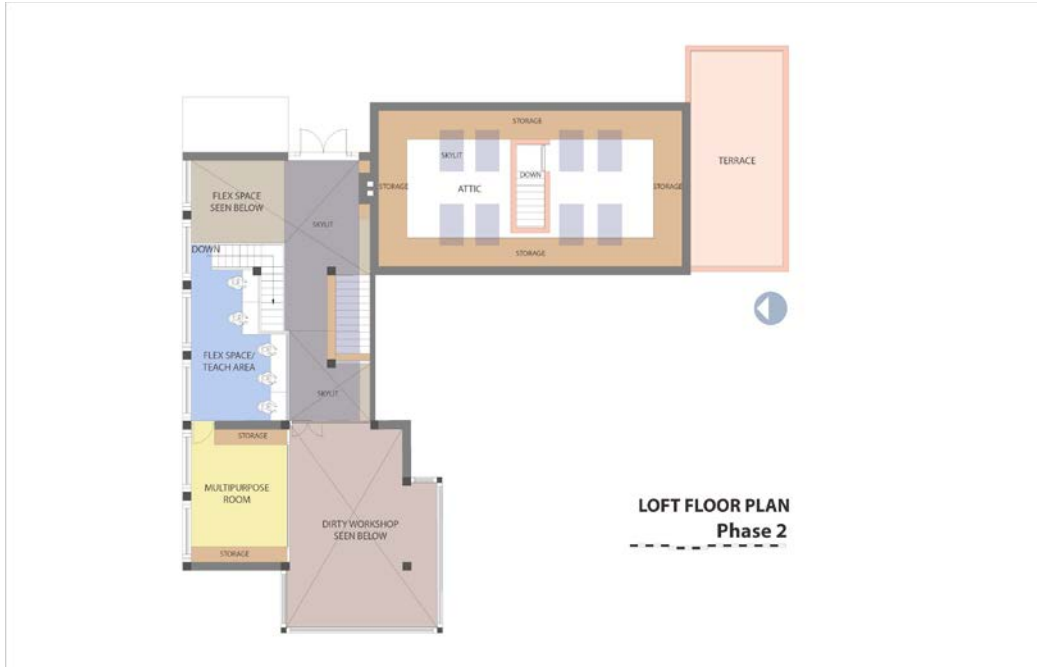 STORAGE
SKYLIT
DOWN
STORAGE
ATTIC
STORAGE
STORAGE
TERRACE
FLEX SPACE
SEEN BELOW
SKYLIT
DOWN
FLEX SPACE/
TEACH AREA
SKYLIT
STORAGE
MULTIPURPOSE
ROOM
DIRTY WORKSHOP
SEEN BELOW
STORAGE
LOFT FLOOR PLAN
Phase 2